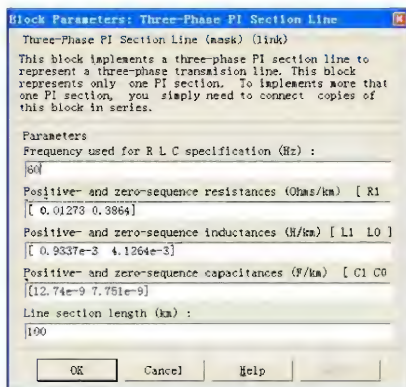 Block Parameters: Three-Phase PI Section Line
Three-Phase PI Section Line (mask) (link)
This block implements a three-phase PI section line to
represent a three-phase transmision line. This block
represents only one PI section. To implements more that
one PI section, you simply need to connect copies of
this block in series.
Parameters
Frequency used for R L C specification (Hz) :
60
Positive- and zero-sequence resistances (Ohms/km) [ R1
[ 0.01273 0.3864]
Positive- and zero-sequence inductances (H/km) [ L1 L0 ]
[ 0.9337e-3 4.1264e-3]
Positive- and zero-sequence capacitances (F/km) [ C1 C0
[12.74e-9 7.751e-9]
Line section length (km) :
100
OK Cancel Help